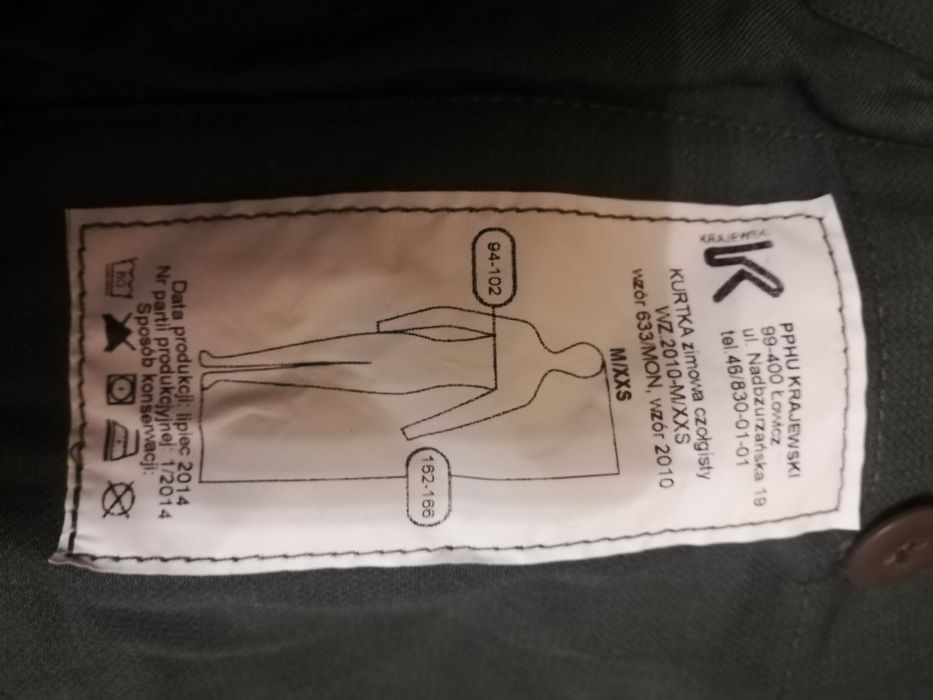 KRAJEWSKI
PPHU KRAJEWSKI
99-400 Łowicz
ul. Nadbzurzańska 19
tel.46/830-01-01
KURTKA zimowa czołgisty
WZ.2010-M/XXS
wzór 633/MON, wzór 2010
M/XXS
94-102
162-166
Data produkcji: lipiec 2014
Nr partii produkcyjnej: 1/2014
Sposób konserwacji:
60